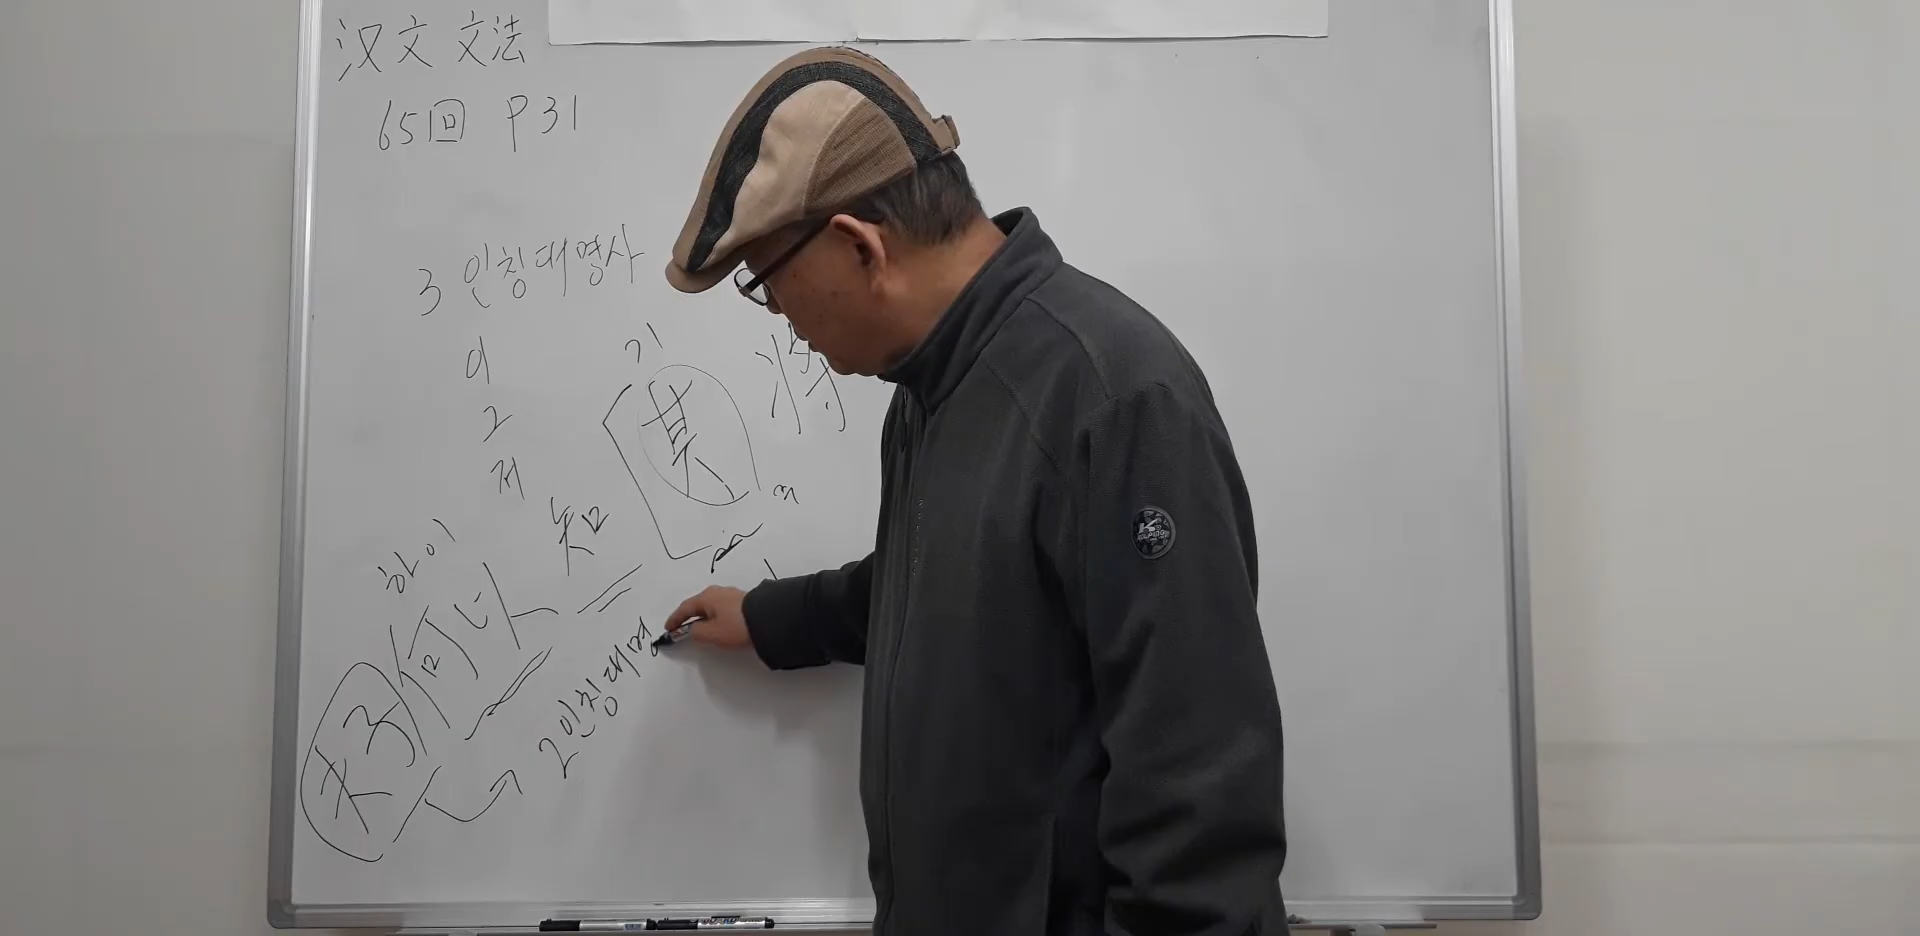 汉文 文法
65回 P31
3인칭대명사
이
그
저
기
夫子何以知其将
하이
2인칭대명